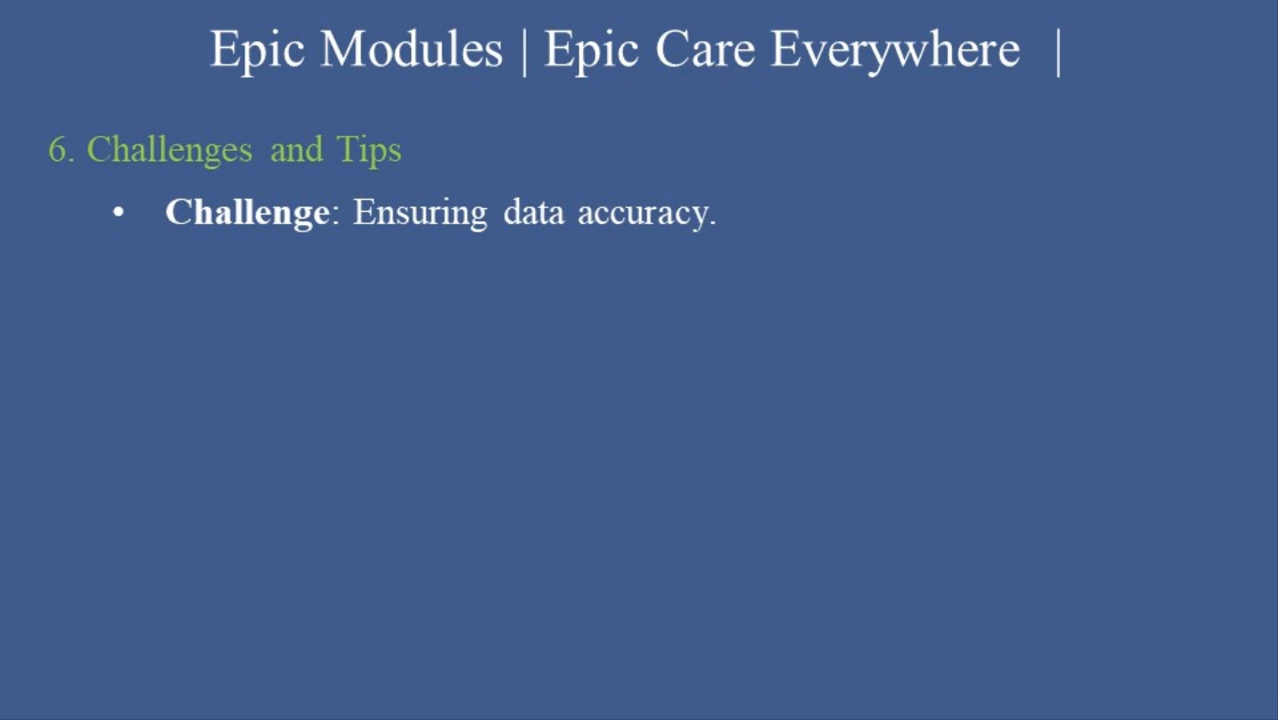 Epic Modules | Epic Care Everywhere |
6. Challenges and Tips
• Challenge: Ensuring data accuracy.